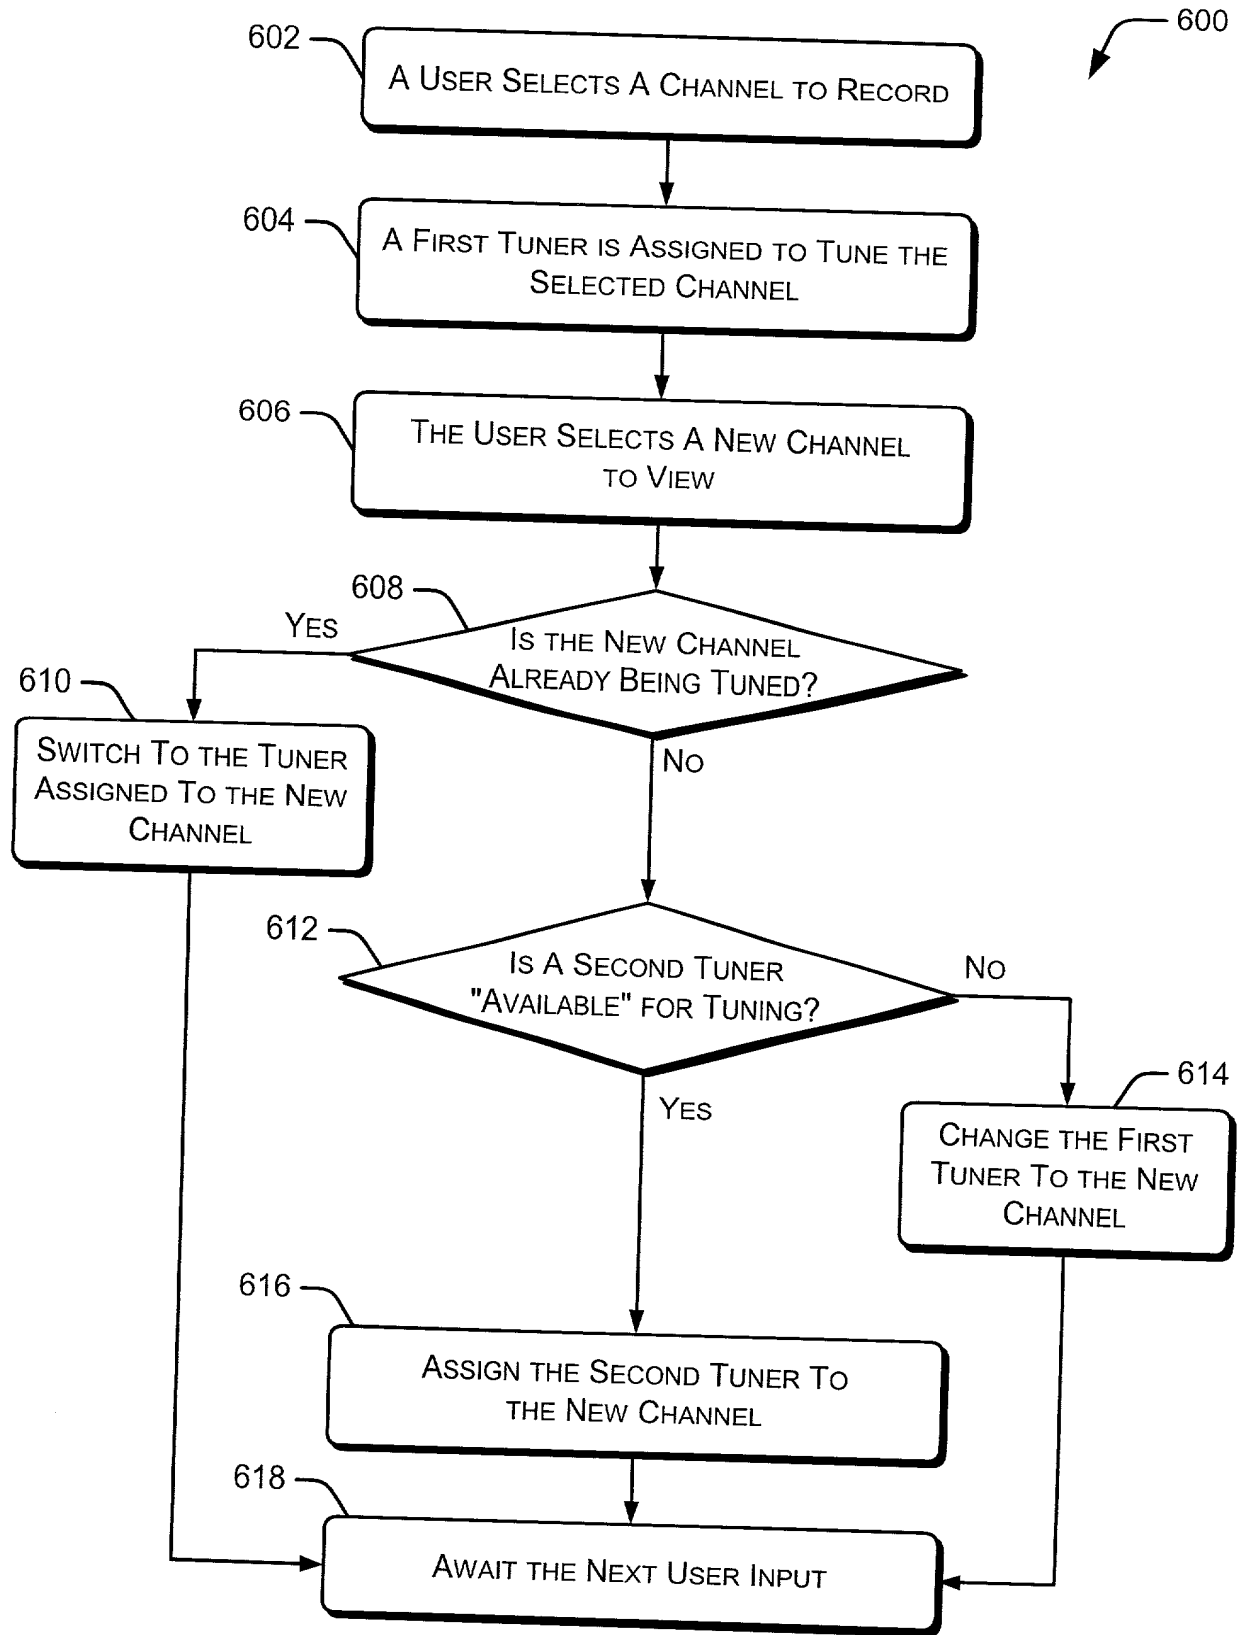 600
602
A USER SELECTS A CHANNEL TO RECORD
604
A FIRST TUNER IS ASSIGNED TO TUNE THE
SELECTED CHANNEL
606
THE USER SELECTS A NEW CHANNEL
TO VIEW
608
YES
IS THE NEW CHANNEL
ALREADY BEING TUNED?
610
SWITCH TO THE TUNER
ASSIGNED TO THE NEW
CHANNEL
NO
612
IS A SECOND TUNER
"AVAILABLE" FOR TUNING?
NO
YES
614
CHANGE THE FIRST
TUNER TO THE NEW
CHANNEL
616
ASSIGN THE SECOND TUNER TO
THE NEW CHANNEL
618
AWAIT THE NEXT USER INPUT